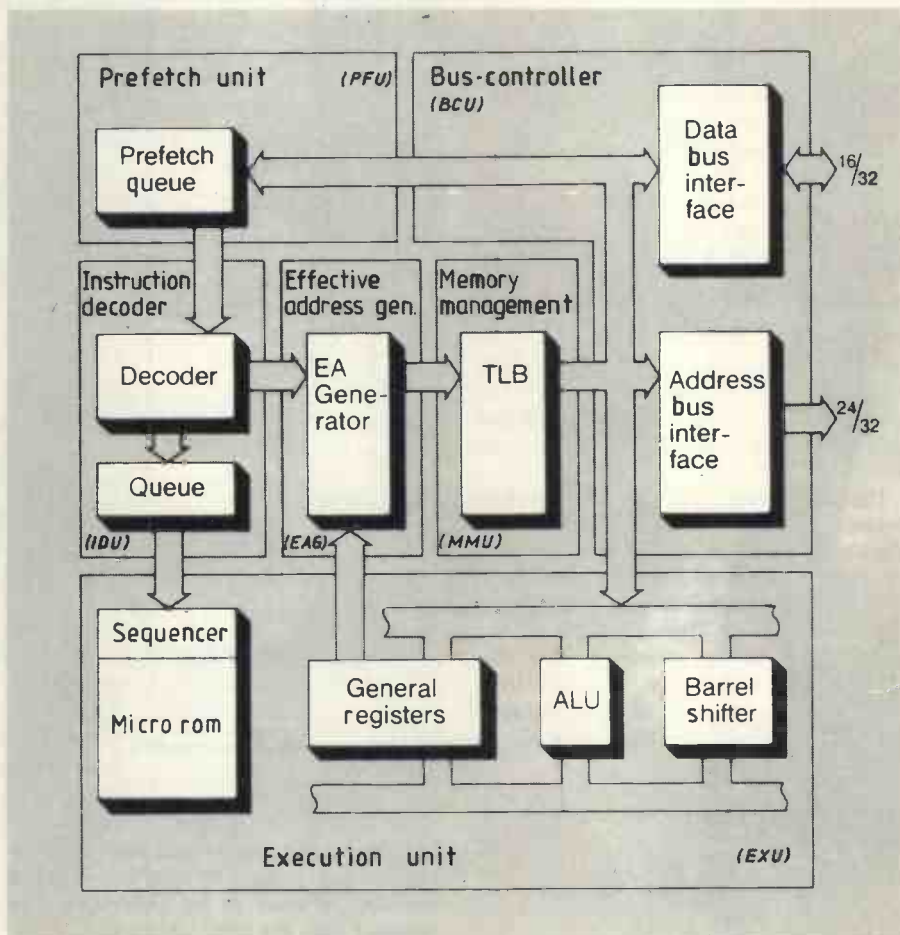 Prefetch unit (PFU)
Prefetch
queue
Bus-controller
(BCU)
Data
bus
inter-
face
16/32
Instruction
decoder
Decoder
Queue
(IDU)
Effective
address gen.
EA
Gene-
rator
(EAG)
Memory
management
TLB
(MMU)
Address
bus
inter-
face
24/32
Sequencer
Micro rom
General
registers
ALU
Barrel
shifter
Execution unit (EXU)